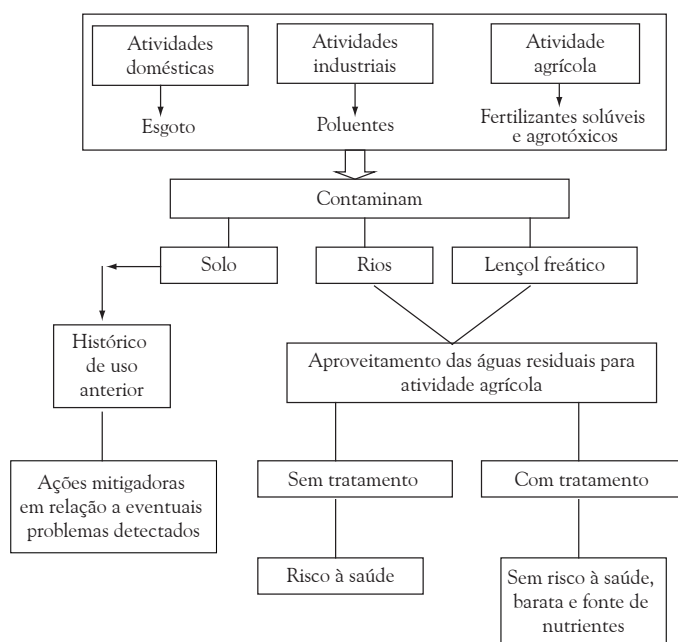 Atividades
domésticas
Atividades
industriais
Atividade
agrícola
Esgoto
Poluentes
Fertilizantes solúveis
e agrotóxicos
Contaminam
Solo
Rios
Lençol freático
Histórico
de uso
anterior
Aproveitamento das águas residuais para
atividade agrícola
Ações mitigadoras
em relação a eventuais
problemas detectados
Sem tratamento
Com tratamento
Risco à saúde
Sem risco à saúde,
barata e fonte de
nutrientes